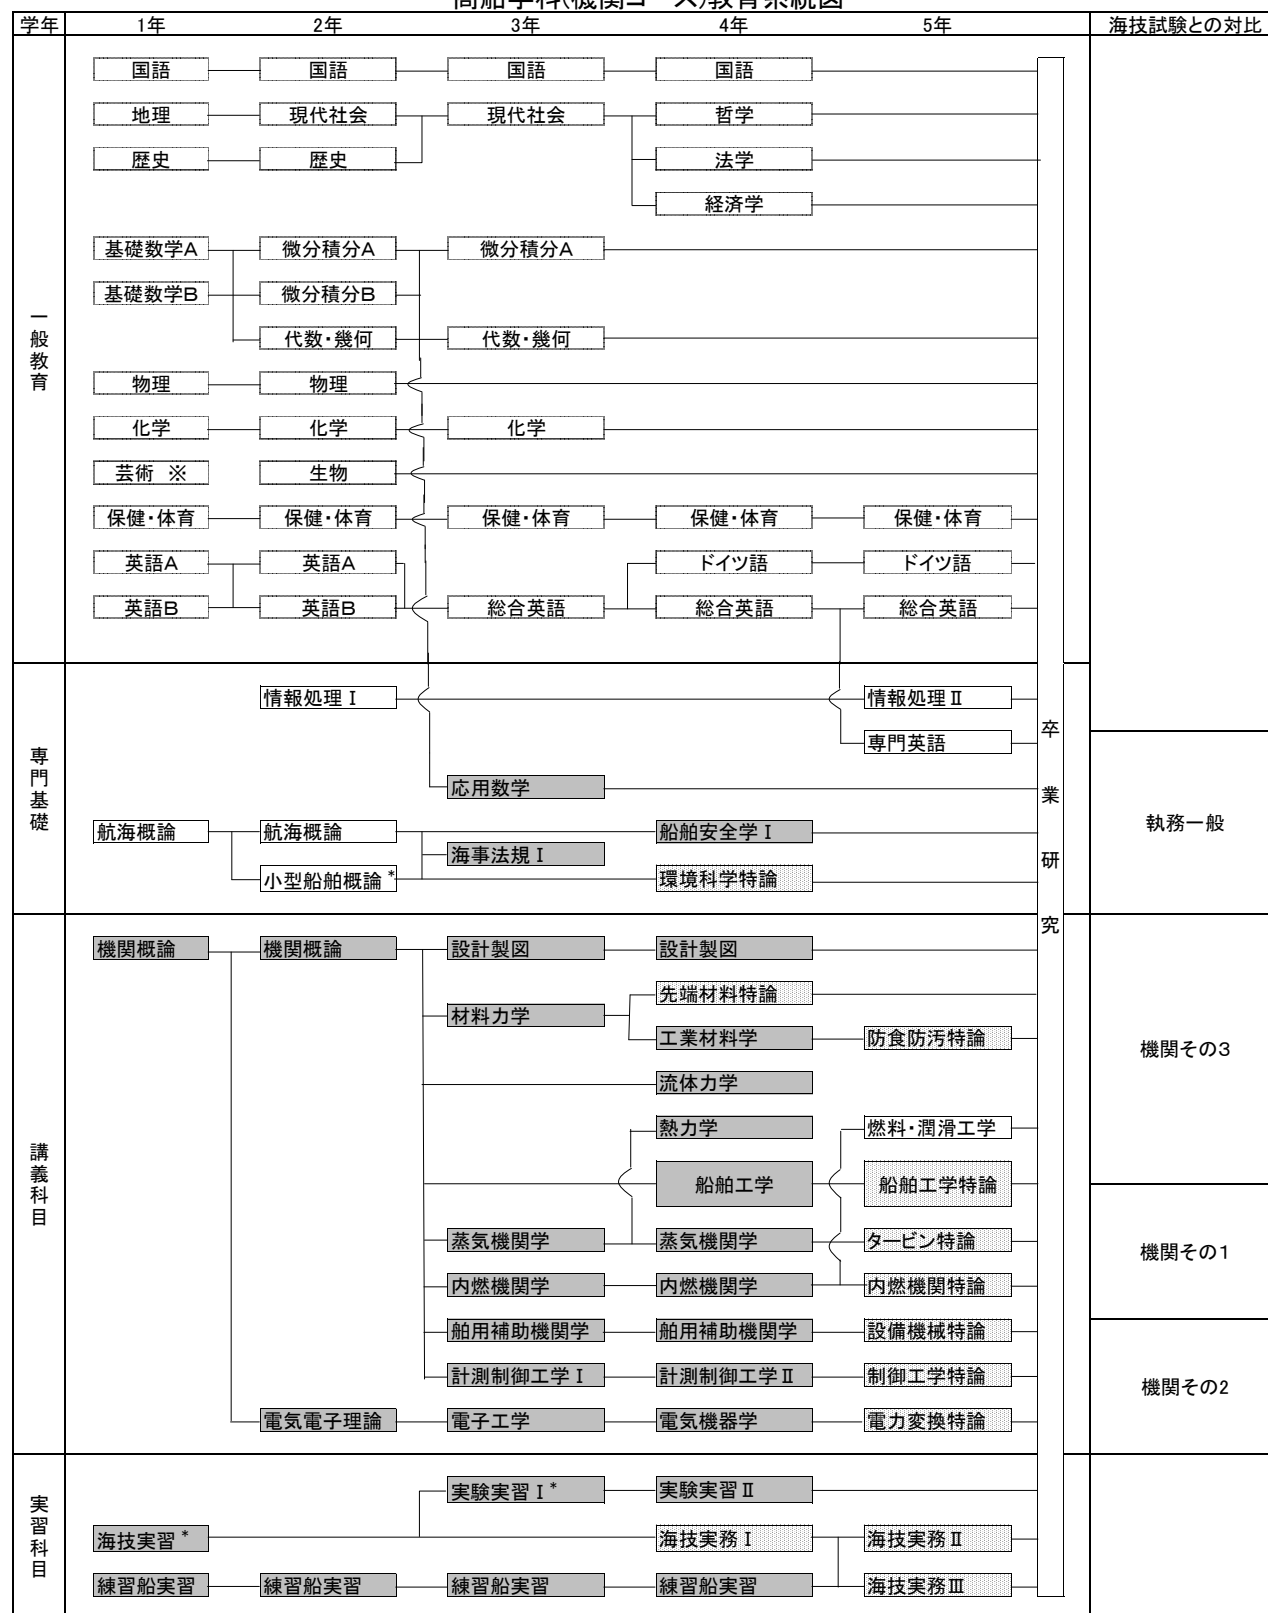 商船学科(機関コース)教育系統図
学年 1年 2年 3年 4年 5年 海技試験との対比
一般教育
国語 国語 国語 国語
地理 現代社会 現代社会 哲学
歴史 歴史 法学
経済学
基礎数学A 微分積分A 微分積分A
基礎数学B 微分積分B
代数・幾何 代数・幾何
物理 物理
化学 化学 化学
芸術 ※ 生物
保健・体育 保健・体育 保健・体育 保健・体育 保健・体育
英語A 英語A ドイツ語 ドイツ語
英語B 英語B 総合英語 総合英語 総合英語
専門基礎
情報処理Ⅰ 情報処理Ⅱ
専門英語
応用数学
航海概論 航海概論 船舶安全学Ⅰ
海事法規Ⅰ
小型船舶概論* 環境科学特論
執務一般
卒業研究
講義科目
機関概論 機関概論 設計製図 設計製図
先端材料特論
材料力学
工業材料学 防食防汚特論
機関その3
流体力学
熱力学 燃料・潤滑工学
船舶工学 船舶工学特論
蒸気機関学 蒸気機関学 タービン特論
機関その1
内燃機関学 内燃機関学 内燃機関特論
舶用補助機関学 舶用補助機関学 設備機械特論
計測制御工学Ⅰ 計測制御工学Ⅱ 制御工学特論
機関その2
電気電子理論 電子工学 電気機器学 電力変換特論
実習科目
実験実習Ⅰ* 実験実習Ⅱ
海技実習* 海技実務Ⅰ 海技実務Ⅱ
練習船実習 練習船実習 練習船実習 練習船実習 海技実務Ⅲ